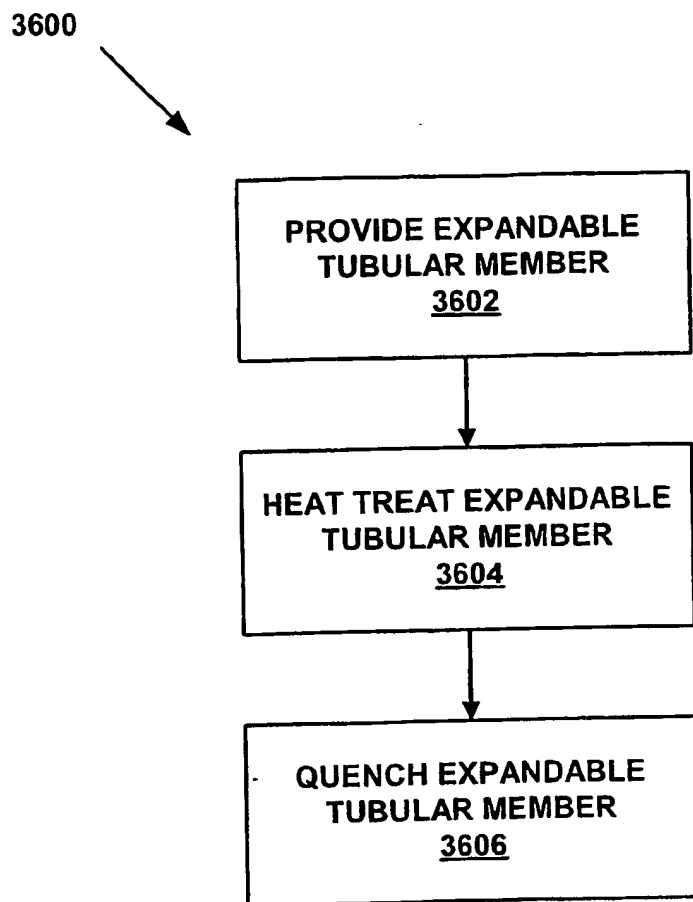 3600
PROVIDE EXPANDABLE
TUBULAR MEMBER
3602
HEAT TREAT EXPANDABLE
TUBULAR MEMBER
3604
QUENCH EXPANDABLE
TUBULAR MEMBER
3606